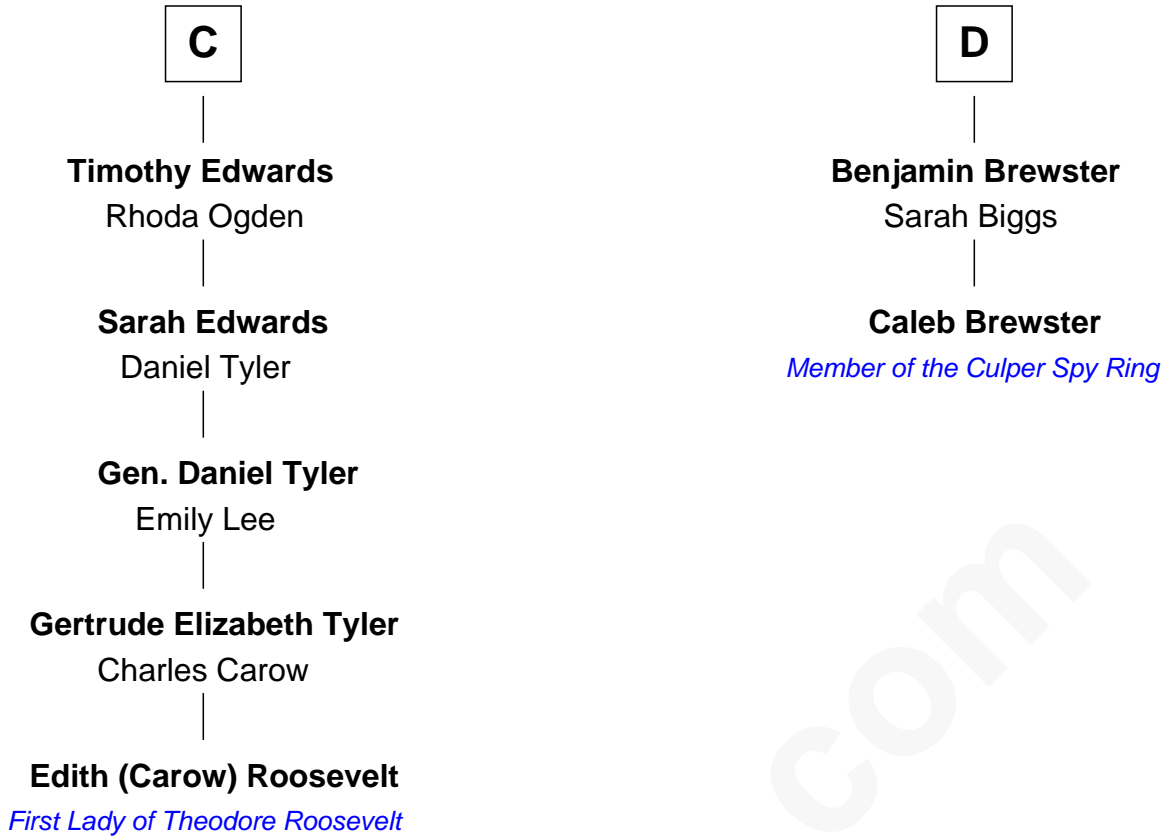 C
Timothy Edwards
Rhoda Ogden
Sarah Edwards
Daniel Tyler
Gen. Daniel Tyler
Emily Lee
Gertrude Elizabeth Tyler
Charles Carow
Edith (Carow) Roosevelt
First Lady of Theodore Roosevelt
D
Benjamin Brewster
Sarah Biggs
Caleb Brewster
Member of the Culper Spy Ring
com